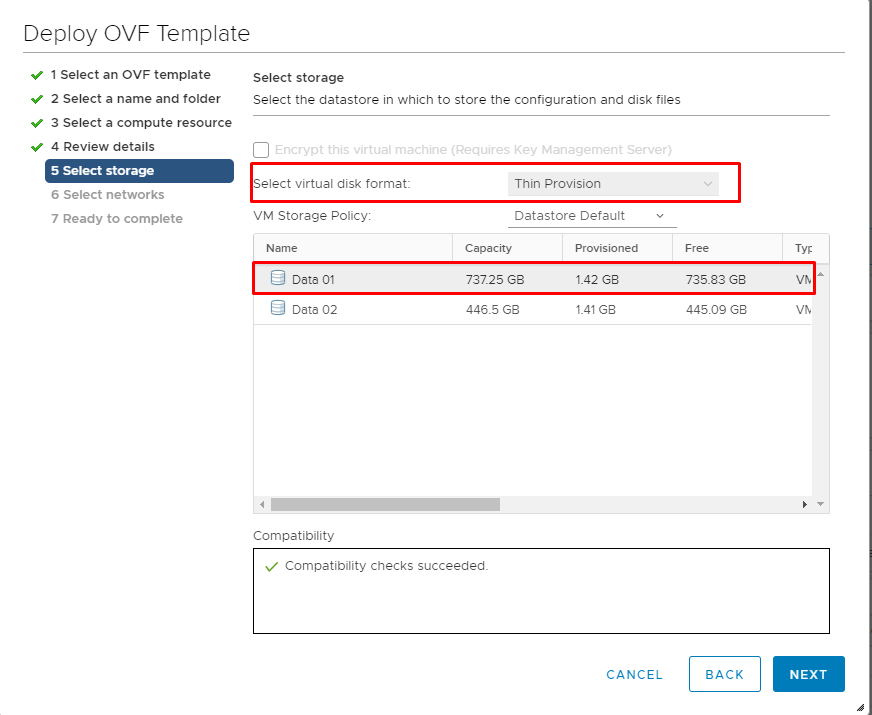 Deploy OVF Template
1 Select an OVF template
2 Select a name and folder
3 Select a compute resource
4 Review details
5 Select storage
6 Select networks
7 Ready to complete
Select storage
Select the datastore in which to store the configuration and disk files
Encrypt this virtual machine (Requires Key Management Server)
Select virtual disk format: Thin Provision
VM Storage Policy: Datastore Default
Name Capacity Provisioned Free Typ
Data 01 737.25 GB 1.42 GB 735.83 GB VM
Data 02 446.5 GB 1.41 GB 445.09 GB VM
Compatibility
Compatibility checks succeeded.
CANCEL BACK NEXT